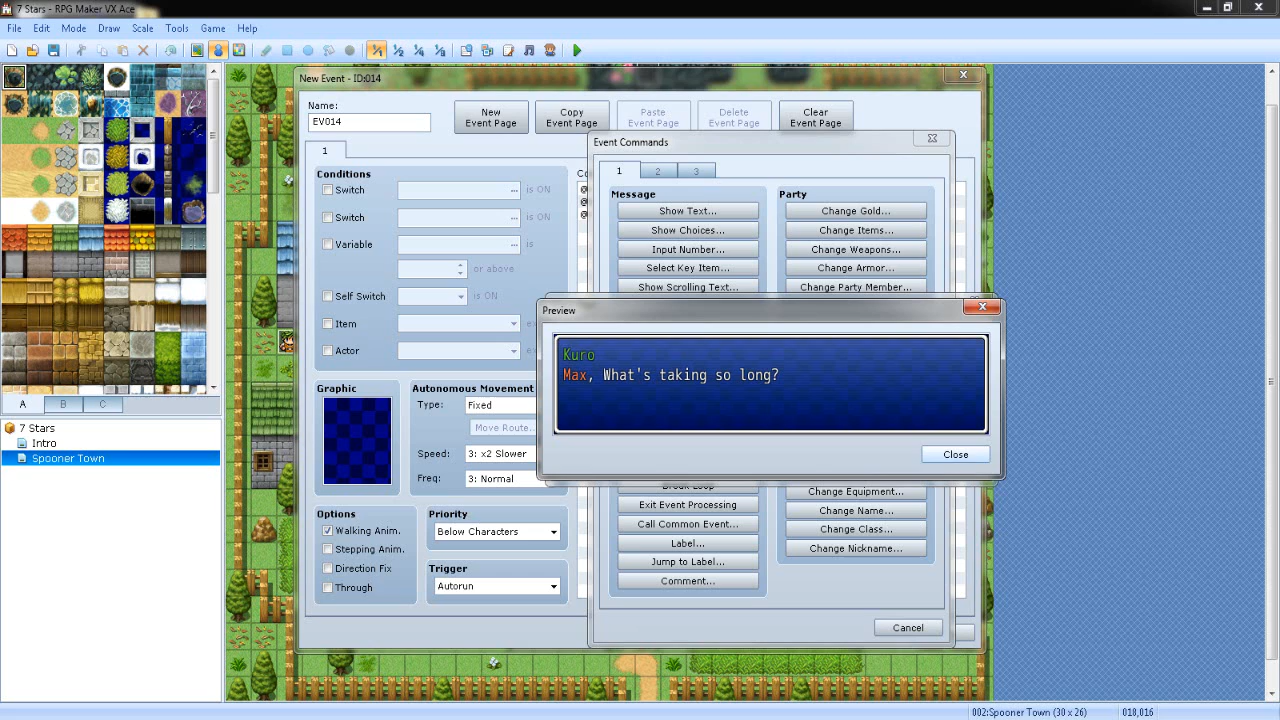 7 Stars - RPG Maker VX Ace
File Edit Mode Draw Scale Tools Game Help
New Event - ID:014
Name:
EV014
New Event Page
Copy Event Page
Paste Event Page
Delete Event Page
Clear Event Page
1
Conditions
Switch ... is ON
Switch ... is ON
Variable ... is
or above
Self Switch is ON
Item
Actor
Graphic
Autonomous Movement
Type: Fixed
Move Route...
Speed: 3: x2 Slower
Freq: 3: Normal
Options
Walking Anim.
Stepping Anim.
Direction Fix
Through
Priority
Below Characters
Trigger
Autorun
Event Commands
1 2 3
Message
Show Text...
Show Choices...
Input Number...
Select Key Item...
Show Scrolling Text...
Party
Change Gold...
Change Items...
Change Weapons...
Change Armor...
Change Party Member...
Preview
Kuro
Max, What's taking so long?
Close
Break Loop
Exit Event Processing
Call Common Event...
Label...
Jump to Label...
Comment...
Change Equipment...
Change Name...
Change Class...
Change Nickname...
Cancel
A B C
7 Stars
Intro
Spooner Town
002:Spooner Town (30 x 26) 018,016